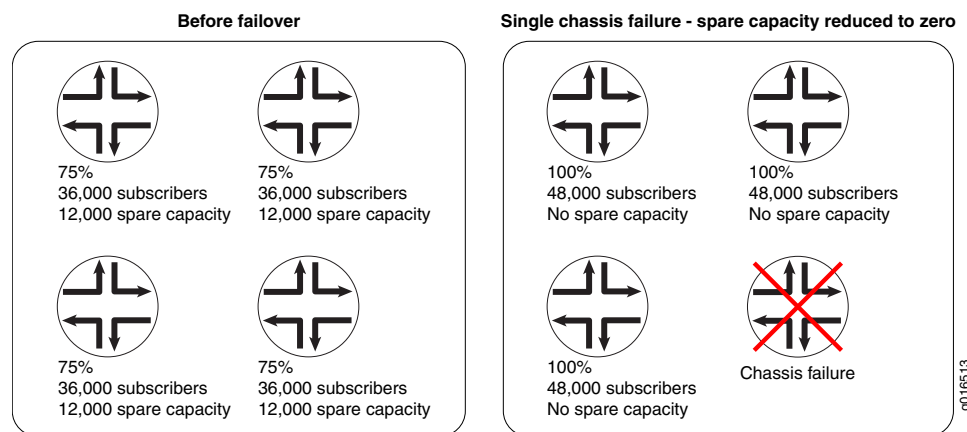 Before failover
75%
36,000 subscribers
12,000 spare capacity
75%
36,000 subscribers
12,000 spare capacity
75%
36,000 subscribers
12,000 spare capacity
75%
36,000 subscribers
12,000 spare capacity
Single chassis failure - spare capacity reduced to zero
100%
48,000 subscribers
No spare capacity
100%
48,000 subscribers
No spare capacity
100%
48,000 subscribers
No spare capacity
Chassis failure
g016513